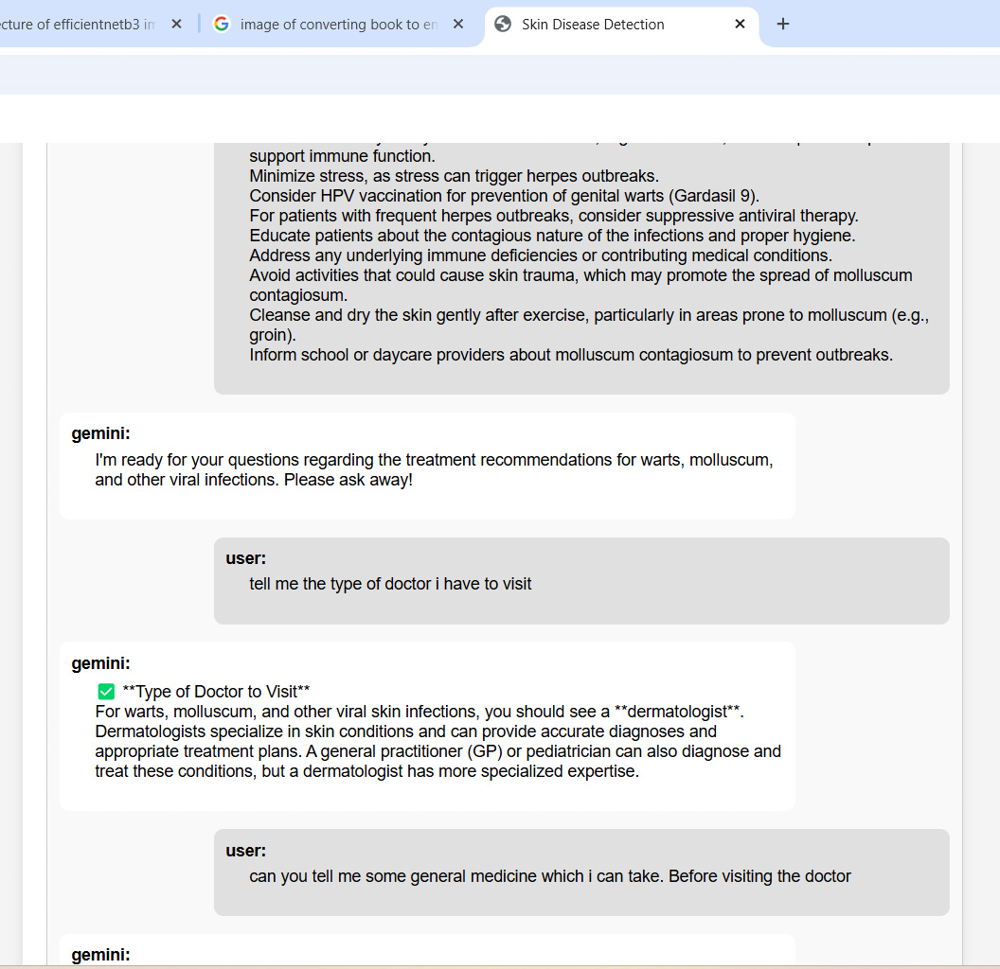 cture of efficientnetb3 im
image of converting book to em
Skin Disease Detection
support immune function.
Minimize stress, as stress can trigger herpes outbreaks.
Consider HPV vaccination for prevention of genital warts (Gardasil 9).
For patients with frequent herpes outbreaks, consider suppressive antiviral therapy.
Educate patients about the contagious nature of the infections and proper hygiene.
Address any underlying immune deficiencies or contributing medical conditions.
Avoid activities that could cause skin trauma, which may promote the spread of molluscum
contagiosum.
Cleanse and dry the skin gently after exercise, particularly in areas prone to molluscum (e.g.,
groin).
Inform school or daycare providers about molluscum contagiosum to prevent outbreaks.
gemini:
I'm ready for your questions regarding the treatment recommendations for warts, molluscum,
and other viral infections. Please ask away!
user:
tell me the type of doctor i have to visit
gemini:
✅ **Type of Doctor to Visit**
For warts, molluscum, and other viral skin infections, you should see a **dermatologist**.
Dermatologists specialize in skin conditions and can provide accurate diagnoses and
appropriate treatment plans. A general practitioner (GP) or pediatrician can also diagnose and
treat these conditions, but a dermatologist has more specialized expertise.
user:
can you tell me some general medicine which i can take. Before visiting the doctor
gemini: